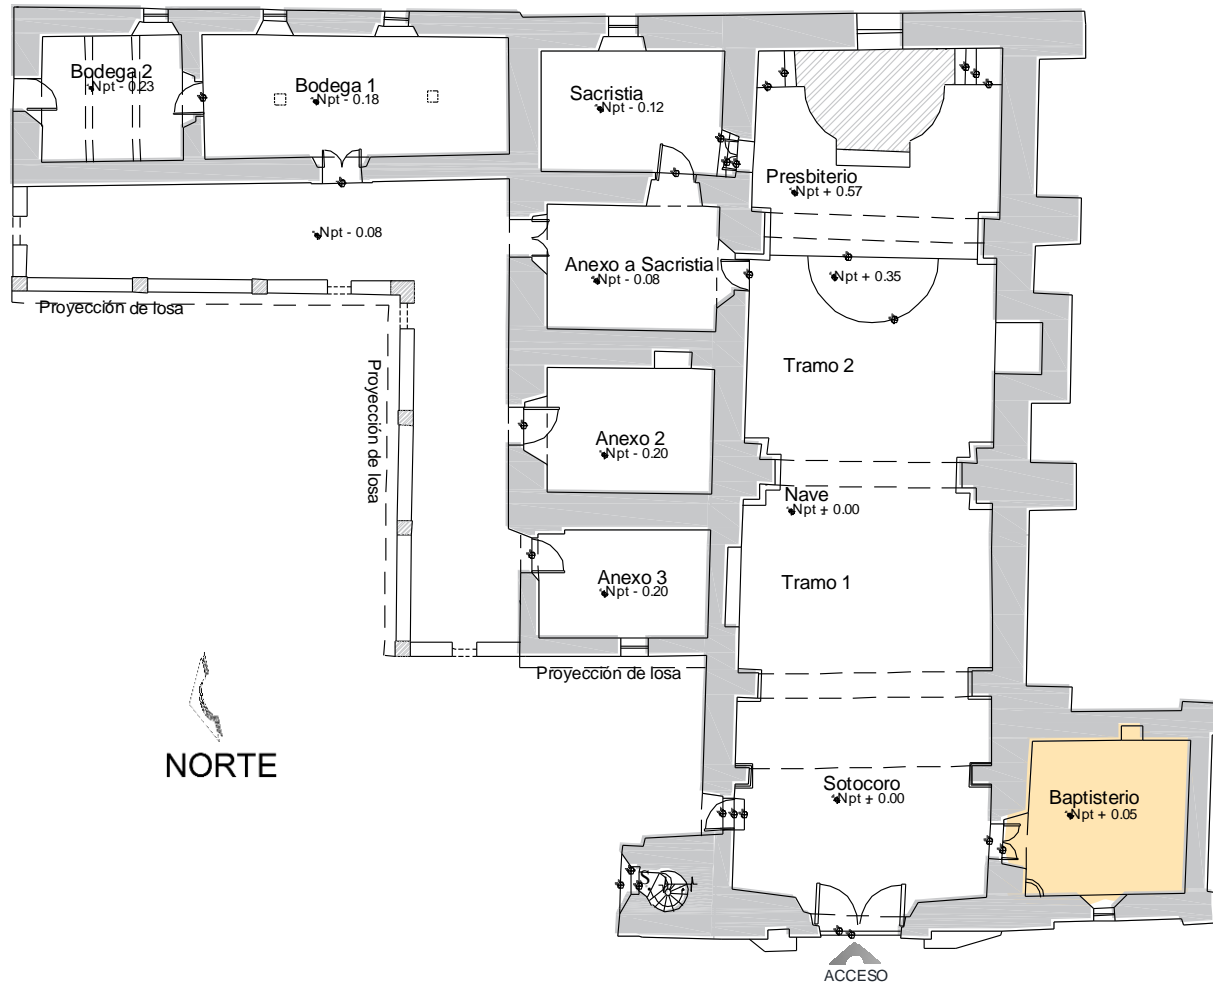 Bodega 2
Npt - 0.23
Bodega 1
Npt - 0.18
Sacristia
Npt - 0.12
Presbiterio
Npt + 0.57
Npt - 0.08
Anexo a Sacristia
Npt - 0.08
Npt + 0.35
Proyección de losa
Tramo 2
Proyección de losa
Anexo 2
Npt - 0.20
Nave
Npt + 0.00
Anexo 3
Npt - 0.20
Tramo 1
Proyección de losa
NORTE
Sotocoro
Npt + 0.00
Baptisterio
Npt + 0.05
S
ACCESO